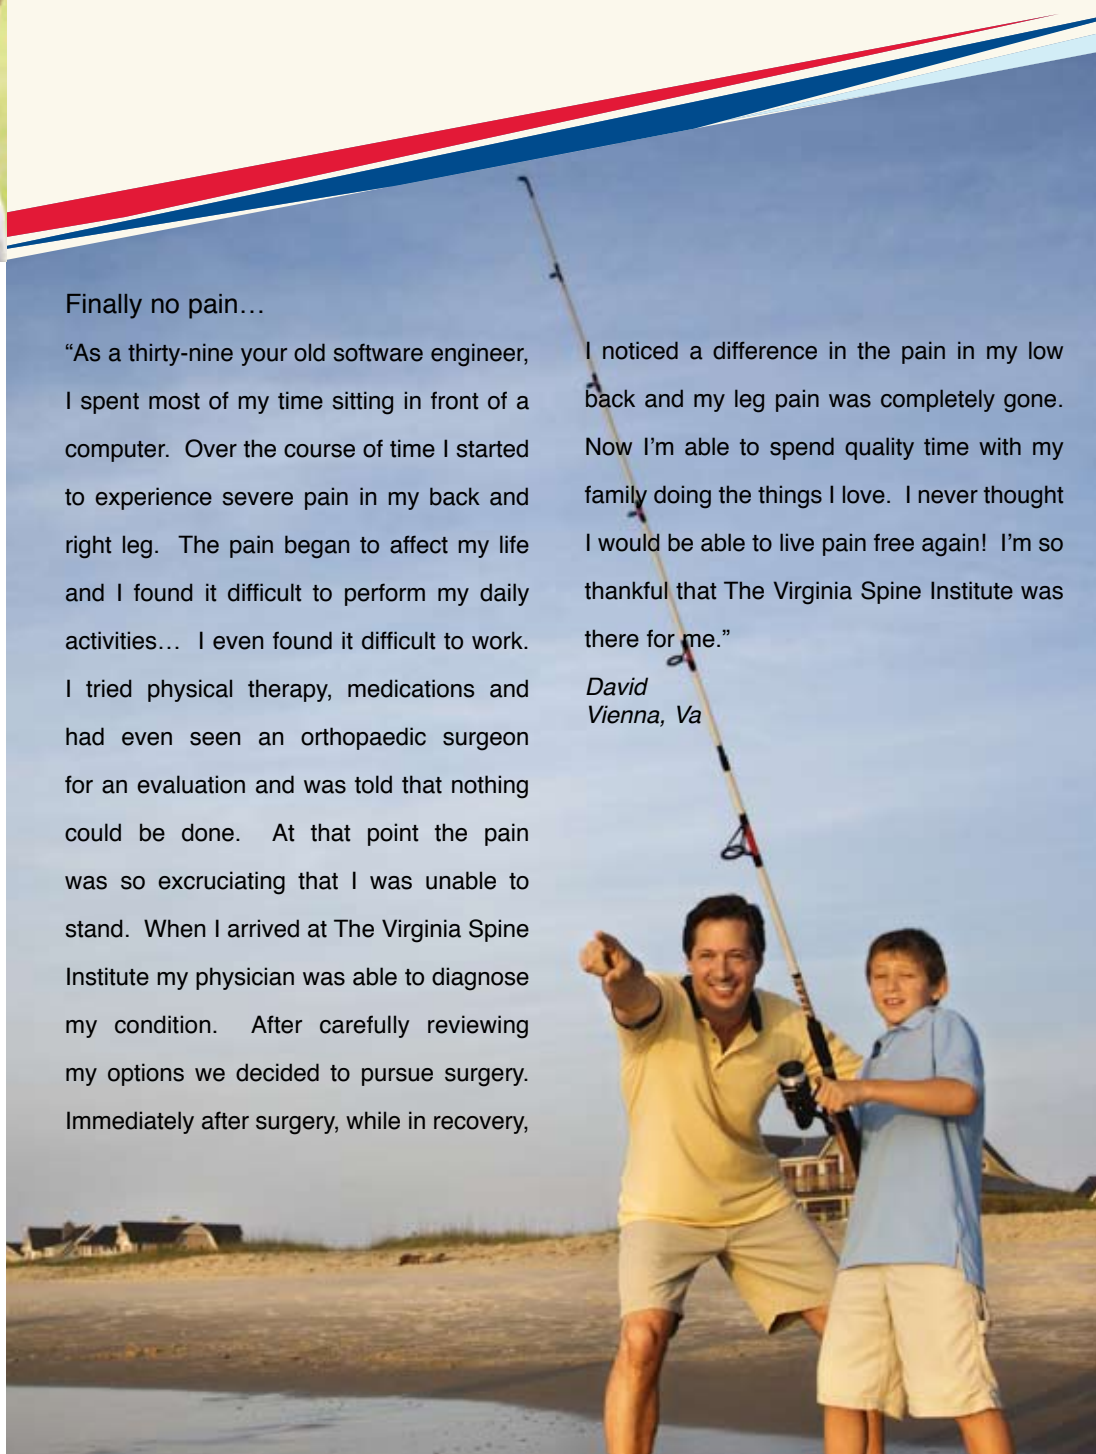 Finally no pain…
“As a thirty-nine your old software engineer,
I spent most of my time sitting in front of a
computer.  Over the course of time I started
to experience severe pain in my back and
right leg.  The pain began to affect my life
and I found it difficult to perform my daily
activities…  I even found it difficult to work.
I tried physical therapy, medications and
had even seen an orthopaedic surgeon
for an evaluation and was told that nothing
could be done.  At that point the pain
was so excruciating that I was unable to
stand.  When I arrived at The Virginia Spine
Institute my physician was able to diagnose
my condition.  After carefully reviewing
my options we decided to pursue surgery.
Immediately after surgery, while in recovery,
I noticed a difference in the pain in my low
back and my leg pain was completely gone.
Now I’m able to spend quality time with my
family doing the things I love.  I never thought
I would be able to live pain free again!  I’m so
thankful that The Virginia Spine Institute was
there for me.”
David
Vienna, Va